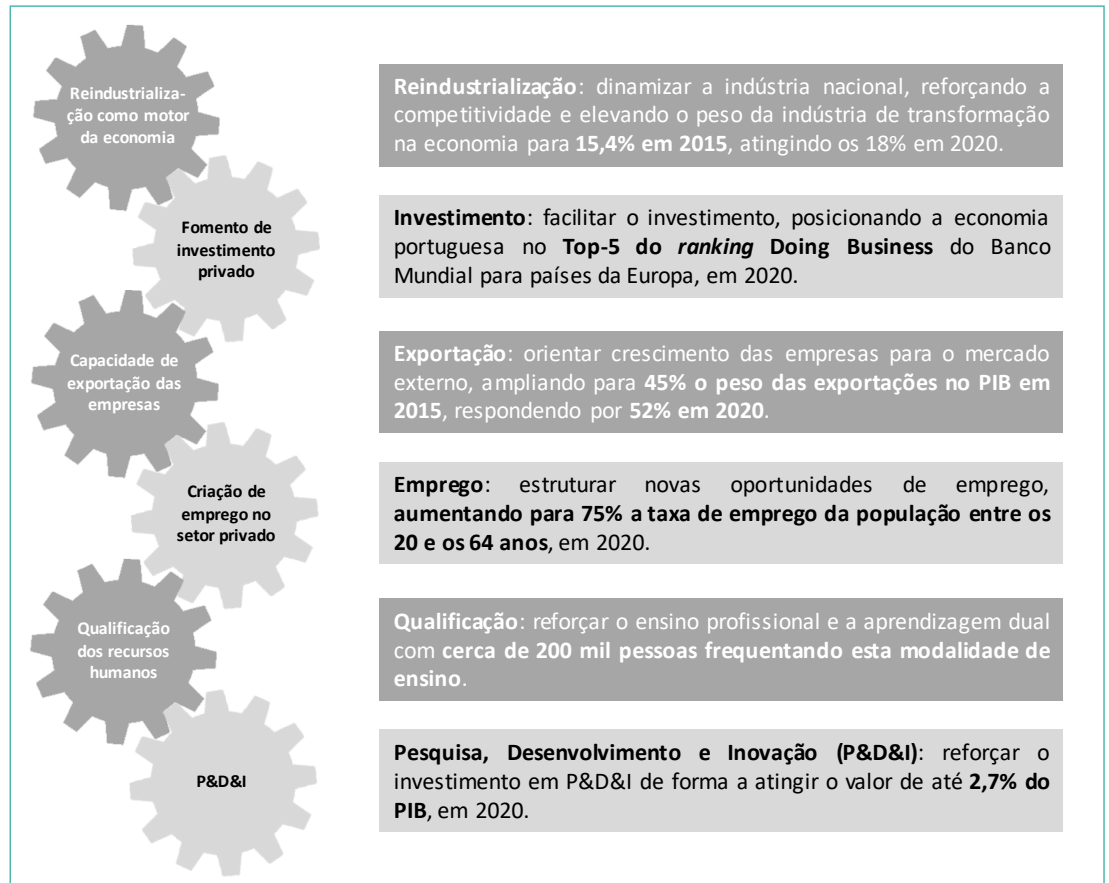 Reindustrializa-
ção como motor
da economia
Reindustrialização: dinamizar a indústria nacional, reforçando a
competitividade e elevando o peso da indústria de transformação
na economia para 15,4% em 2015, atingindo os 18% em 2020.
Fomento de
investimento
privado
Investimento: facilitar o investimento, posicionando a economia
portuguesa no Top-5 do ranking Doing Business do Banco
Mundial para países da Europa, em 2020.
Capacidade de
exportação das
empresas
Exportação: orientar crescimento das empresas para o mercado
externo, ampliando para 45% o peso das exportações no PIB em
2015, respondendo por 52% em 2020.
Criação de
emprego no
setor privado
Emprego: estruturar novas oportunidades de emprego,
aumentando para 75% a taxa de emprego da população entre os
20 e os 64 anos, em 2020.
Qualificação
dos recursos
humanos
Qualificação: reforçar o ensino profissional e a aprendizagem dual
com cerca de 200 mil pessoas frequentando esta modalidade de
ensino.
P&D&I
Pesquisa, Desenvolvimento e Inovação (P&D&I): reforçar o
investimento em P&D&I de forma a atingir o valor de até 2,7% do
PIB, em 2020.